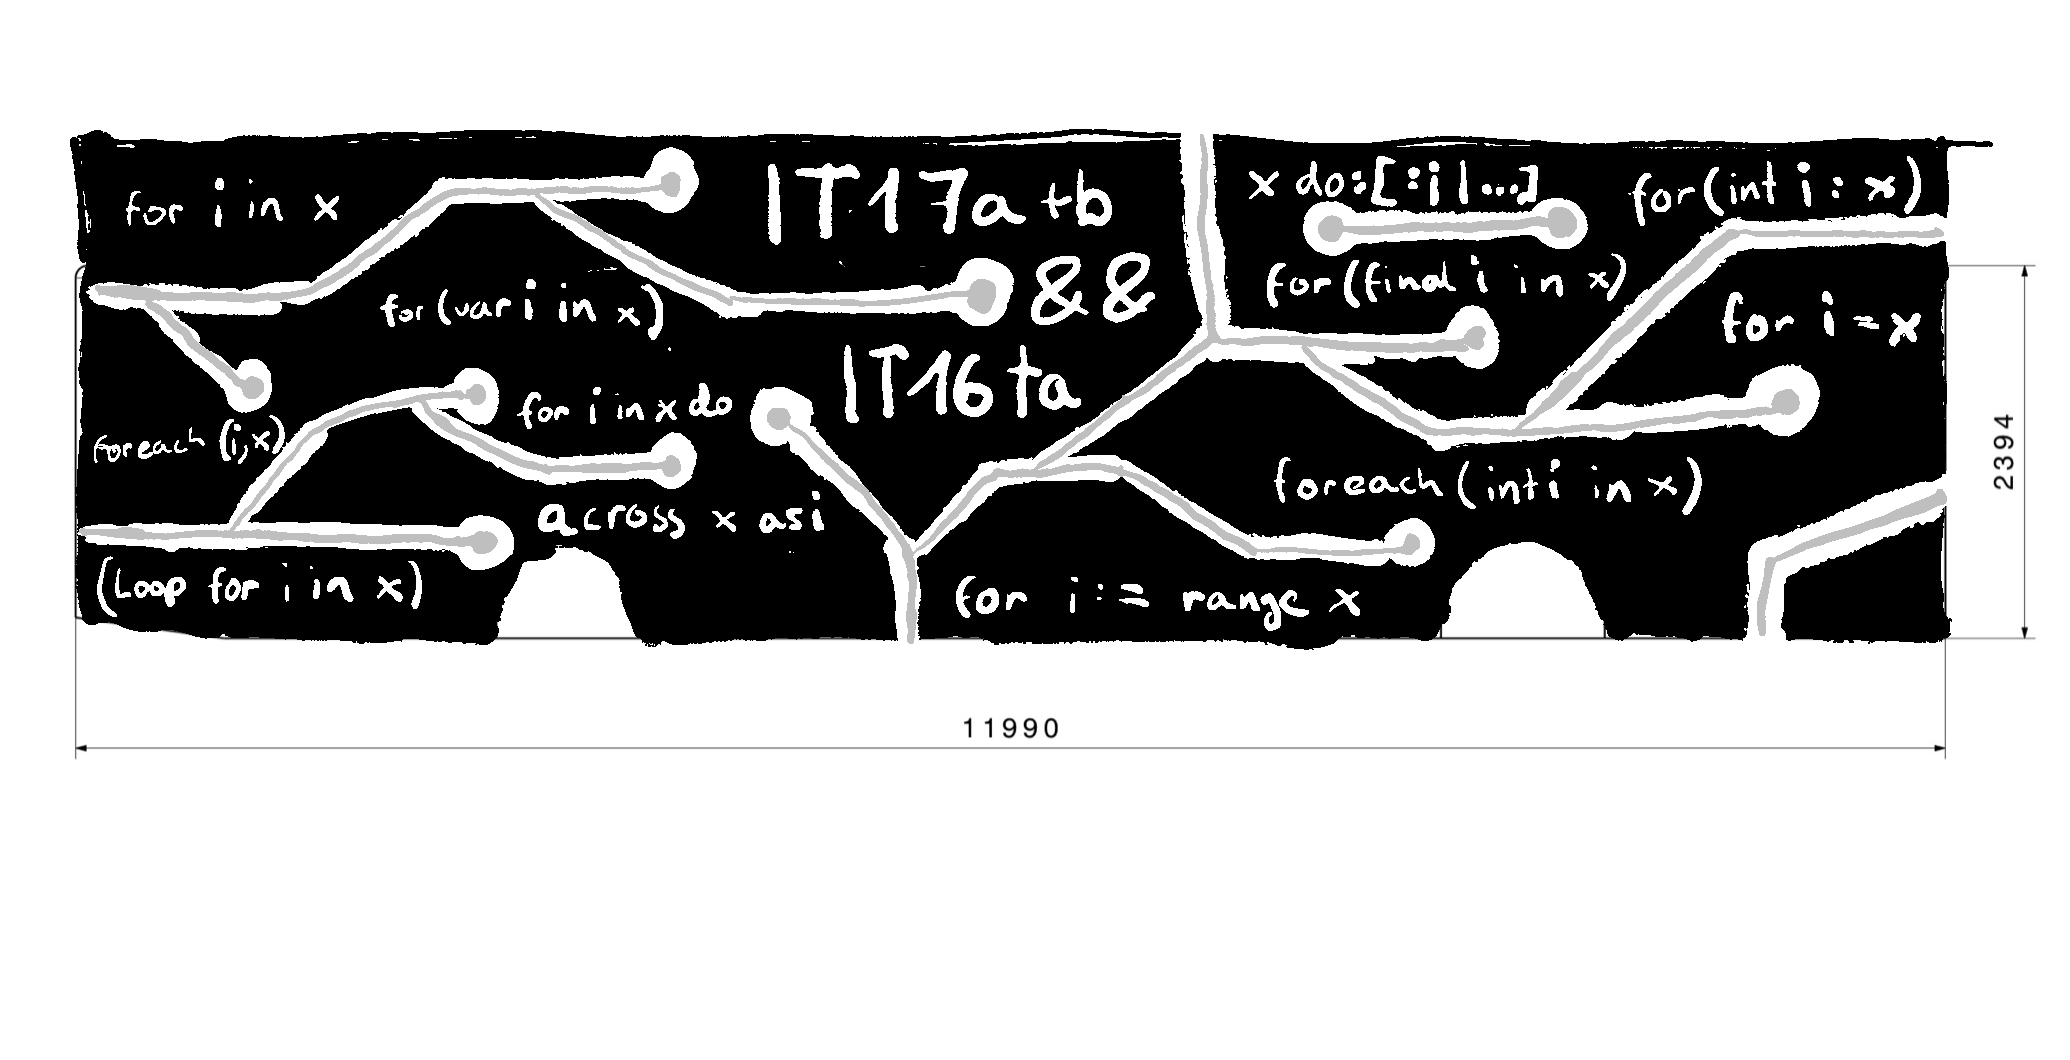 for i in x
IT17a+b
x do:[:i|...]
for(int i : x)
for(var i in x)
&&
for(final i in x)
for i = x
IT16ta
for i in x do
foreach (i,x)
across x as i
foreach(int i in x)
(Loop for i in x)
for i := range x
2394
11990